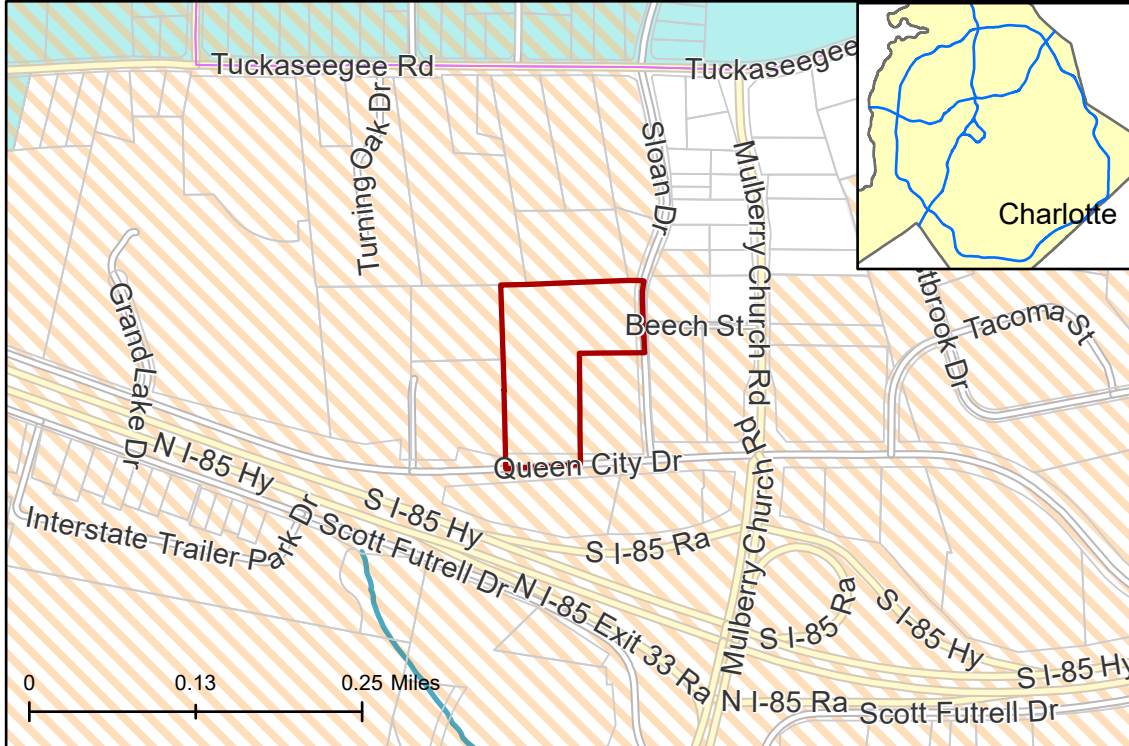 Tuckaseegee Rd
Tuckaseegee
Charlotte
Turning Oak Dr
Sloan Dr
Mulberry Church Rd
Grand Lake Dr
Beech St
Tacoma St
Queen City Dr
Mulberry Church Rd
N I-85 Hy
S I-85 Hy
S I-85 Ra
Interstate Trailer Park Dr
Scott Futrell Dr
N I-85 Exit 33 Ra
S I-85 Ra
S I-85 Hy
S I-85 Hy
N I-85 Ra
Scott Futrell Dr
0 0.13 0.25 Miles